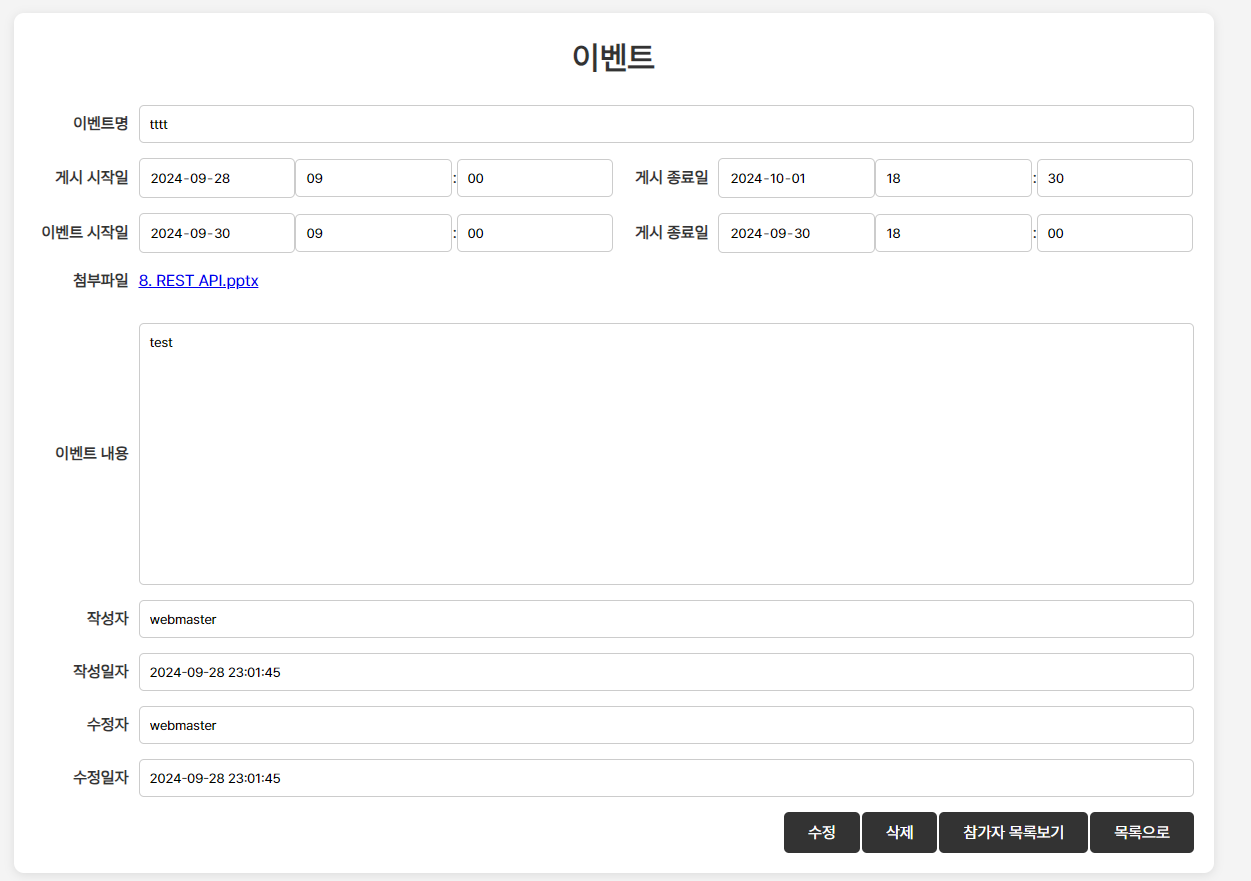 이벤트
이벤트명 tttt
게시 시작일 2024-09-28 09 : 00 게시 종료일 2024-10-01 18 : 30
이벤트 시작일 2024-09-30 09 : 00 게시 종료일 2024-09-30 18 : 00
첨부파일 8. REST API.pptx
이벤트 내용 test
작성자 webmaster
작성일자 2024-09-28 23:01:45
수정자 webmaster
수정일자 2024-09-28 23:01:45
수정 삭제 참가자 목록보기 목록으로